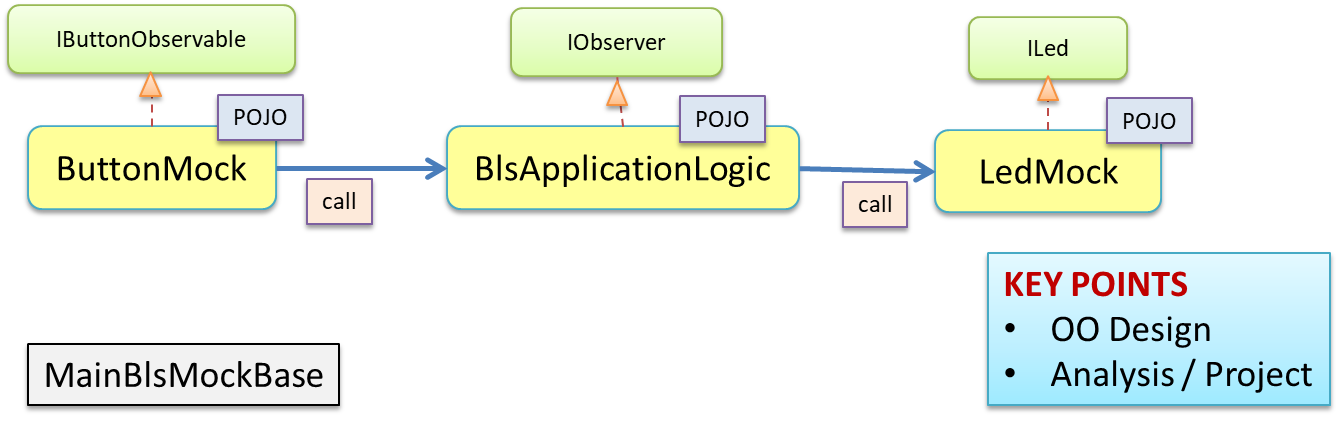 IButtonObservable
IObserver
ILed
POJO
POJO
POJO
ButtonMock
BlsApplicationLogic
LedMock
call
call
KEY POINTS
• OO Design
• Analysis / Project
MainBlsMockBase